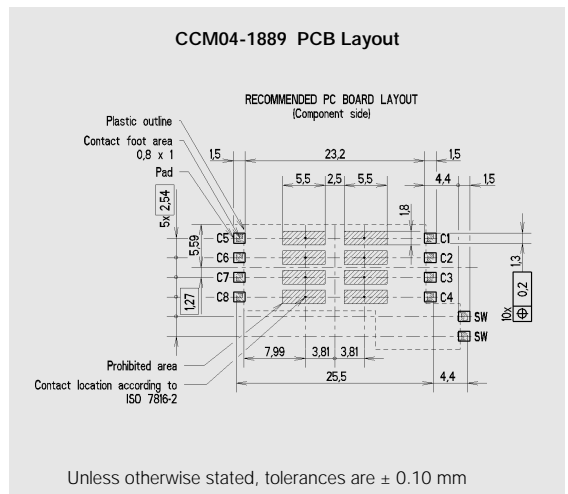 CCM04-1889 PCB Layout
RECOMMENDED PC BOARD LAYOUT
(Component side)
Plastic outline
Contact foot area
0,8 x 1
Pad
1,5
23,2
1,5
5,5
2,5
5,5
4,4
1,5
5x 2,54
1,8
5,59
C5
C1
C6
C2
C7
C3
C8
C4
1,27
1,3
10x ⌖ 0,2
SW
SW
Prohibited area
7,99
3,81
3,81
Contact location according to
ISO 7816-2
25,5
4,4
Unless otherwise stated, tolerances are ± 0.10 mm